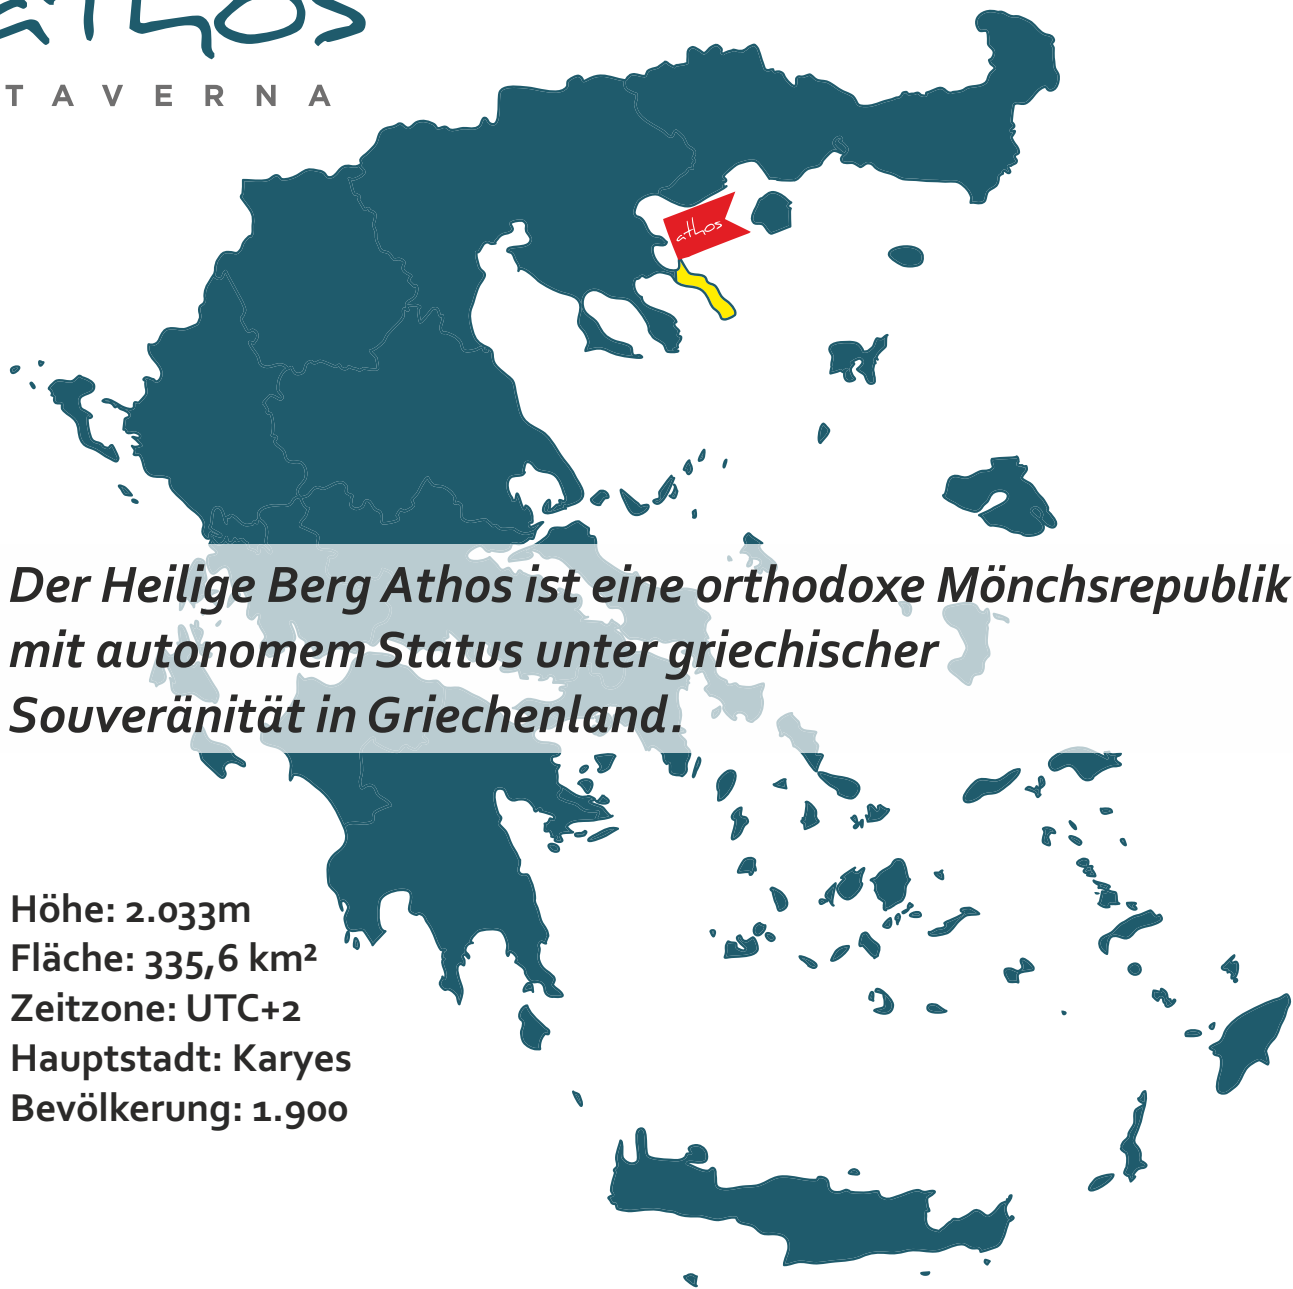 athos
TAVERNA
athos
Der Heilige Berg Athos ist eine orthodoxe Mönchsrepublik
mit autonomem Status unter griechischer
Souveränität in Griechenland.
Höhe: 2.033m
Fläche: 335,6 km²
Zeitzone: UTC+2
Hauptstadt: Karyes
Bevölkerung: 1.900